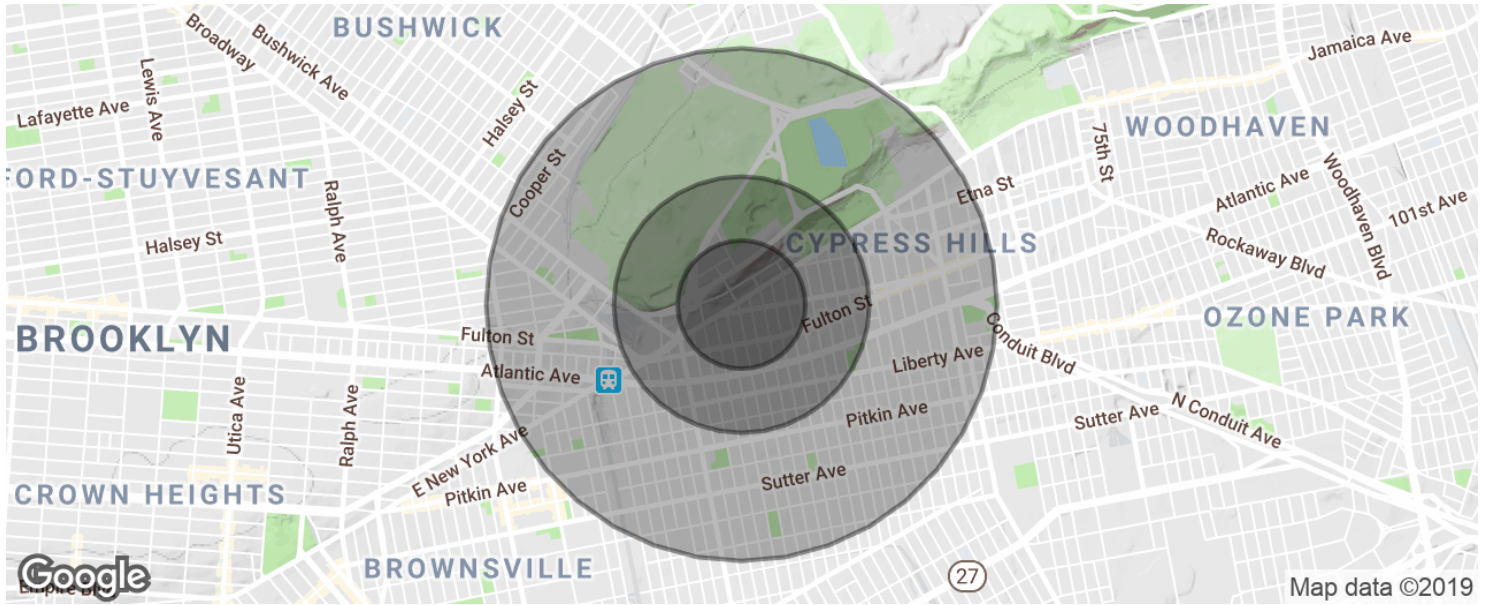 BUSHWICK
Broadway
Bushwick Ave
Jamaica Ave
Lewis Ave
Lafayette Ave
Halsey St
75th St
WOODHAVEN
FORD-STUYVESANT
Cooper St
Ralph Ave
Etna St
Atlantic Ave
Woodhaven Blvd
101st Ave
Halsey St
CYPRESS HILLS
Rockaway Blvd
BROOKLYN
Fulton St
Fulton St
Conduit Blvd
OZONE PARK
Atlantic Ave
Liberty Ave
Utica Ave
Ralph Ave
Pitkin Ave
Sutter Ave
N Conduit Ave
E New York Ave
CROWN HEIGHTS
Pitkin Ave
Sutter Ave
BROWNSVILLE
27
Google
Map data ©2019